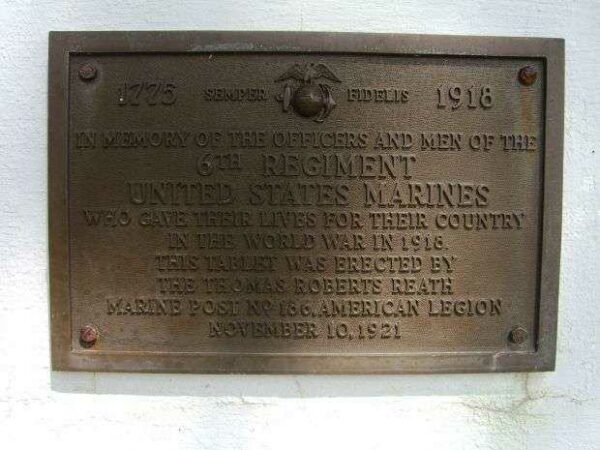 1775 SEMPER FIDELIS 1918
IN MEMORY OF THE OFFICERS AND MEN OF THE
6TH REGIMENT
UNITED STATES MARINES
WHO GAVE THEIR LIVES FOR THEIR COUNTRY
IN THE WORLD WAR IN 1918.
THIS TABLET WAS ERECTED BY
THE THOMAS ROBERTS REATH
MARINE POST Nº 186, AMERICAN LEGION
NOVEMBER 10, 1921